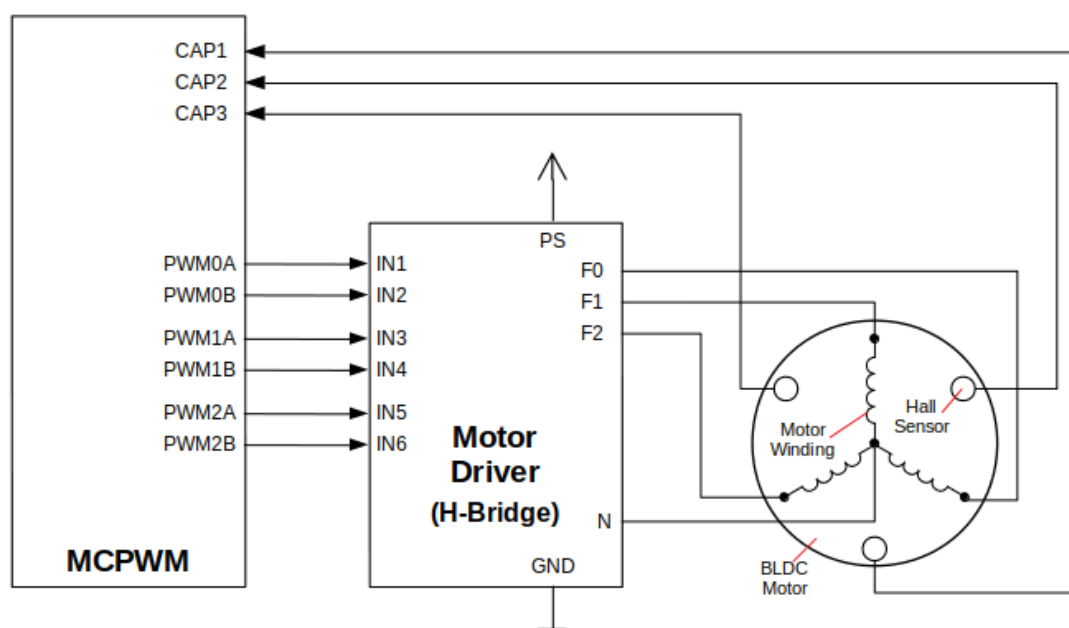 CAP1
CAP2
CAP3
PWM0A
PWM0B
PWM1A
PWM1B
PWM2A
PWM2B
MCPWM
PS
IN1
IN2
IN3
IN4
IN5
IN6
F0
F1
F2
Motor
Driver
(H-Bridge)
N
GND
Motor
Winding
Hall
Sensor
BLDC
Motor